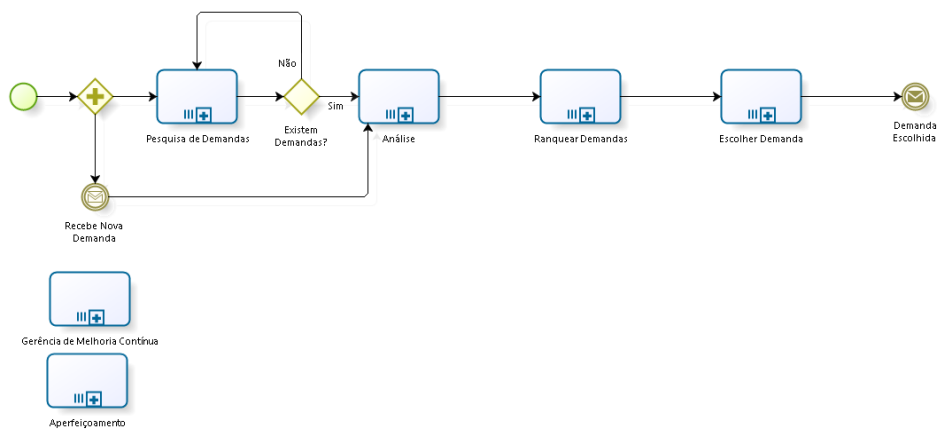 Não
Sim
Pesquisa de Demandas
Existem
Demandas?
Análise
Ranquear Demandas
Escolher Demanda
Demanda
Escolhida
Recebe Nova
Demanda
Gerência de Melhoria Contínua
Aperfeiçoamento